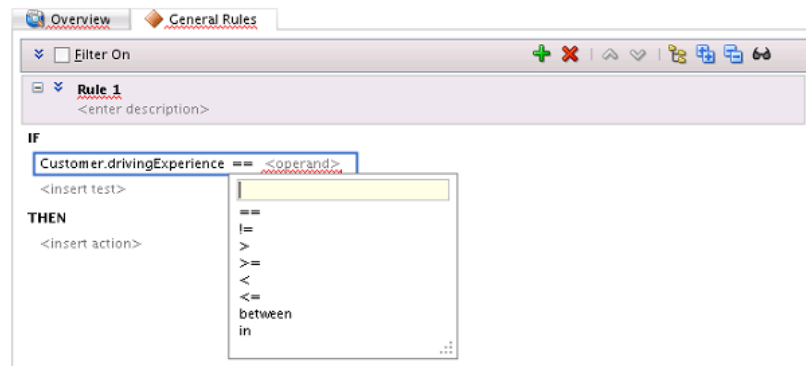 Overview General Rules
Filter On
Rule 1
<enter description>
IF
Customer.drivingExperience == <operand>
<insert test>
==
!=
>
>=
<
<=
between
in
THEN
<insert action>